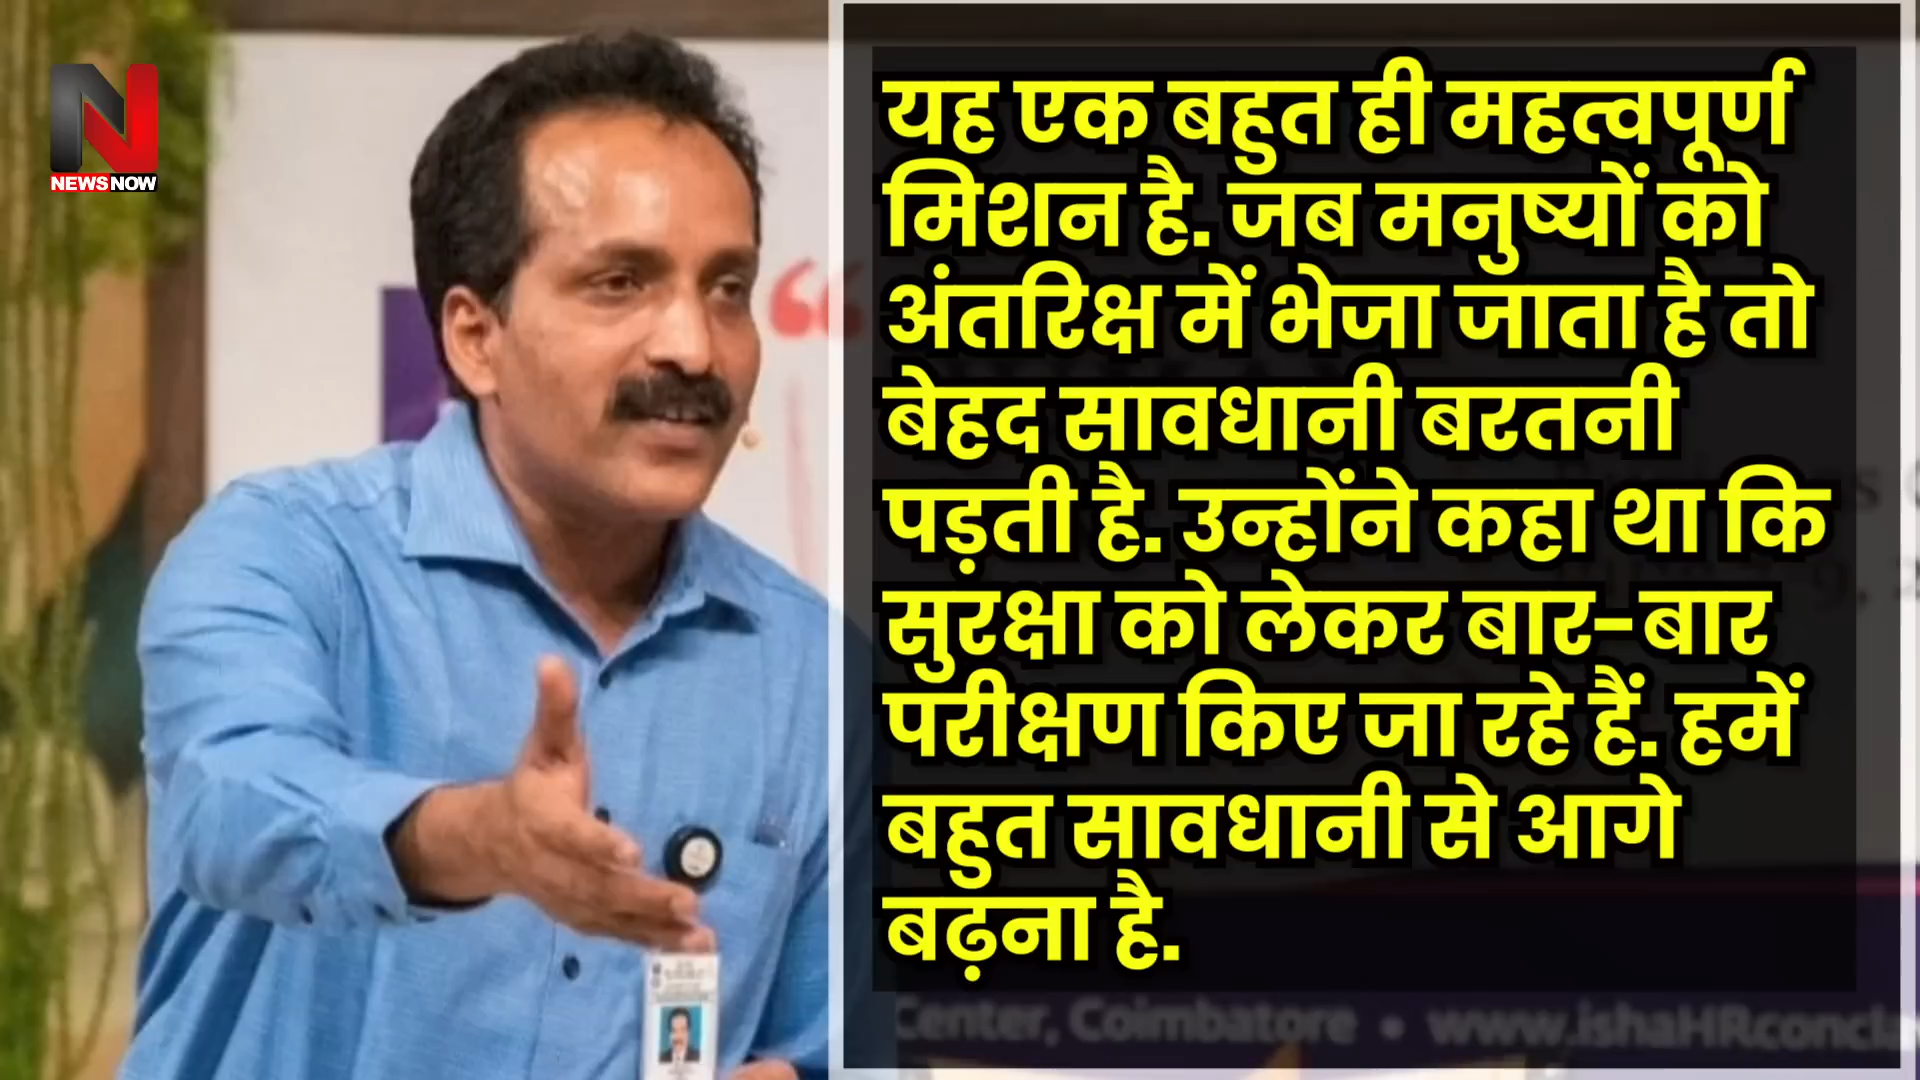 NEWSNOW
यह एक बहुत ही महत्वपूर्ण
मिशन है. जब मनुष्यों को
अंतरिक्ष में भेजा जाता है तो
बेहद सावधानी बरतनी
पड़ती है. उन्होंने कहा था कि
सुरक्षा को लेकर बार-बार
परीक्षण किए जा रहे हैं. हमें
बहुत सावधानी से आगे
बढ़ना है.
Center, Coimbatore • www.ishaHRconcla